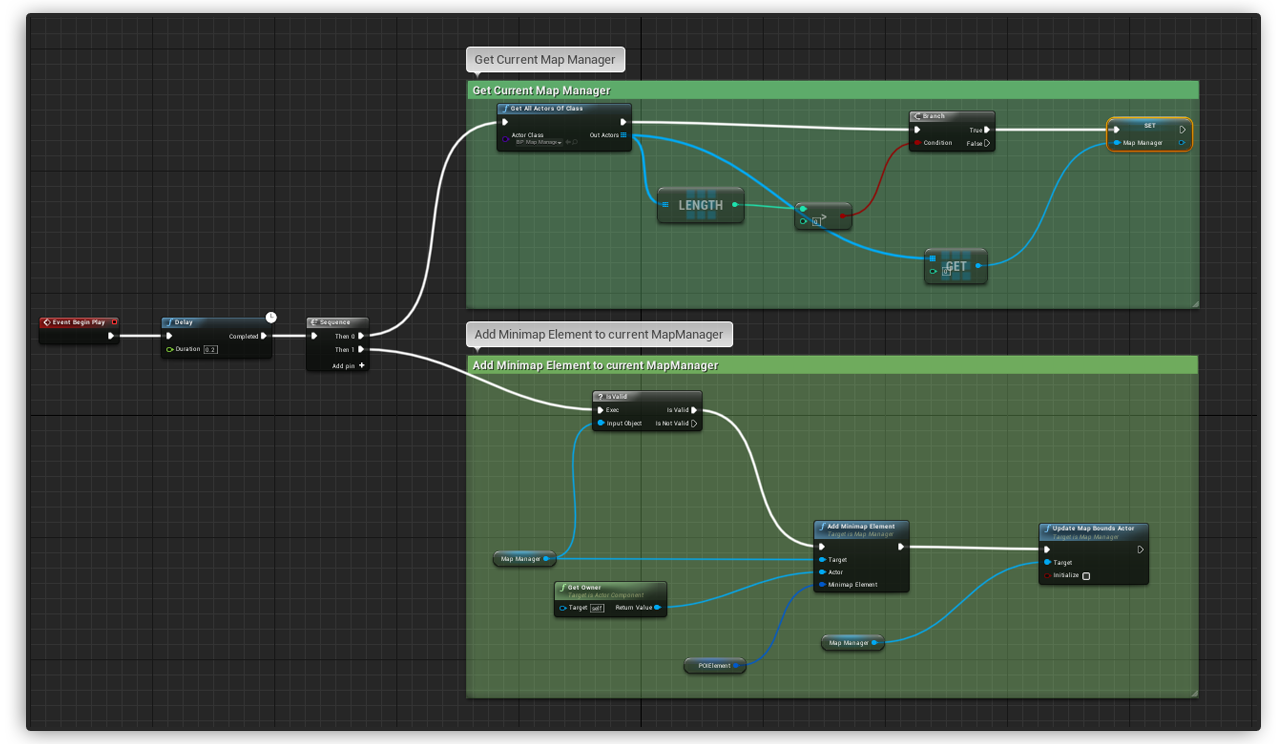 Get Current Map Manager
Get Current Map Manager
Get All Actors Of Class
Actor Class
BP_Map Manager
Out Actors
Branch
True
Condition
False
SET
Map Manager
LENGTH
0
>
GET
0
Event Begin Play
Delay
Completed
Duration 0.2
Sequence
Then 0
Then 1
Add pin +
Add Minimap Element to current MapManager
Add Minimap Element to current MapManager
? IsValid
Exec
Is Valid
Input Object
Is Not Valid
Add Minimap Element
Target is Map Manager
Target
Actor
Minimap Element
Update Map Bounds Actor
Target is Map Manager
Target
Initialize
Map Manager
Get Owner
Target is Actor Component
Target self
Return Value
Map Manager
POIElement